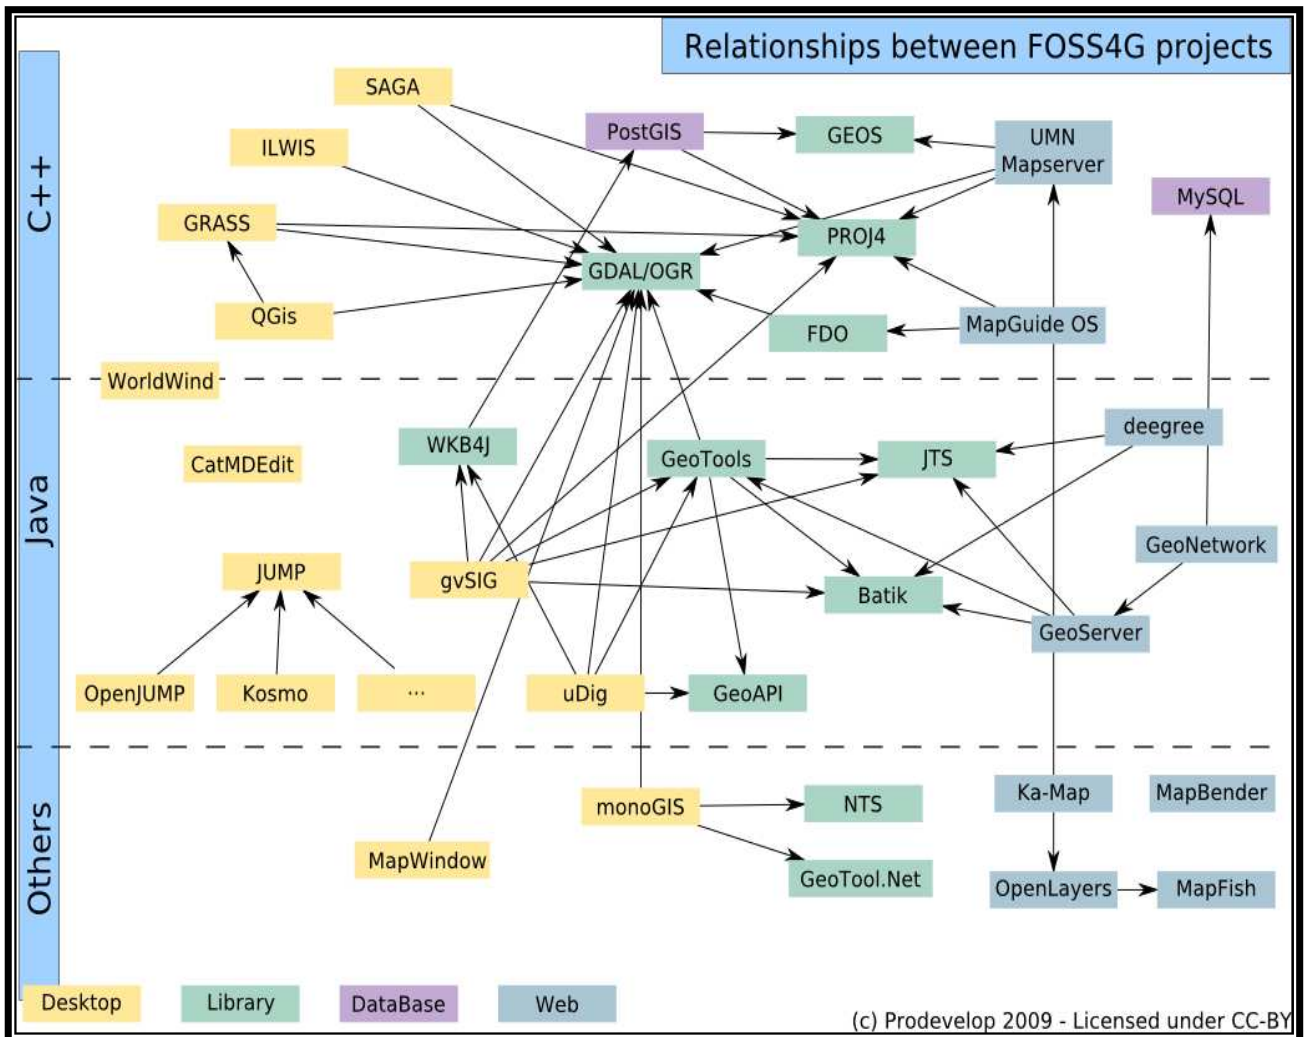 Relationships between FOSS4G projects
C++
SAGA
PostGIS
GEOS
UMN
Mapserver
ILWIS
MySQL
GRASS
PROJ4
GDAL/OGR
QGis
FDO
MapGuide OS
WorldWind
Java
deegree
WKB4J
GeoTools
JTS
CatMDEdit
GeoNetwork
JUMP
gvSIG
Batik
GeoServer
OpenJUMP
Kosmo
...
uDig
GeoAPI
Others
monoGIS
NTS
Ka-Map
MapBender
MapWindow
GeoTool.Net
OpenLayers
MapFish
Desktop
Library
DataBase
Web
(c) Prodevelop 2009 - Licensed under CC-BY